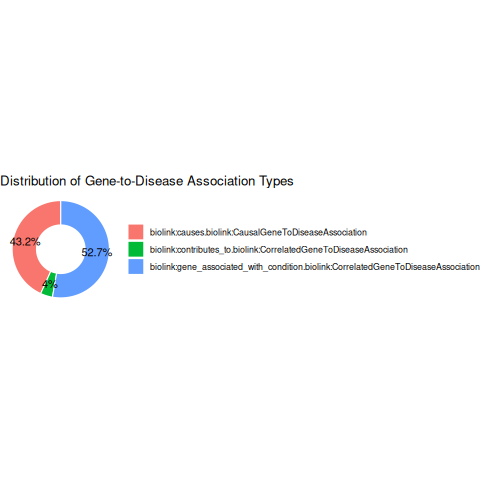 Distribution of Gene-to-Disease Association Types
43.2%
52.7%
4%
biolink:causes.biolink:CausalGeneToDiseaseAssociation
biolink:contributes_to.biolink:CorrelatedGeneToDiseaseAssociation
biolink:gene_associated_with_condition.biolink:CorrelatedGeneToDiseaseAssociation